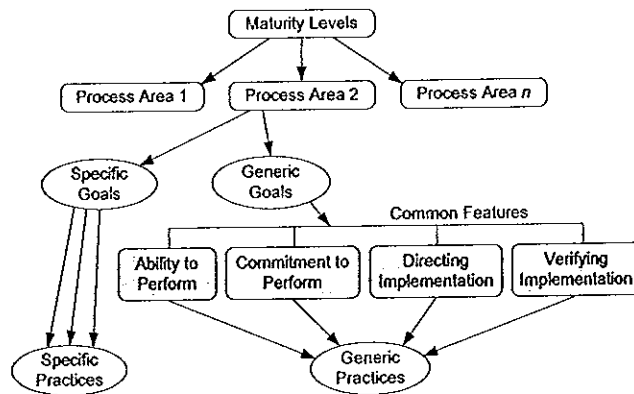 Maturity Levels
Process Area 1
Process Area 2
Process Area n
Specific
Goals
Generic
Goals
Common Features
Ability to
Perform
Commitment to
Perform
Directing
Implementation
Verifying
Implementation
Specific
Practices
Generic
Practices